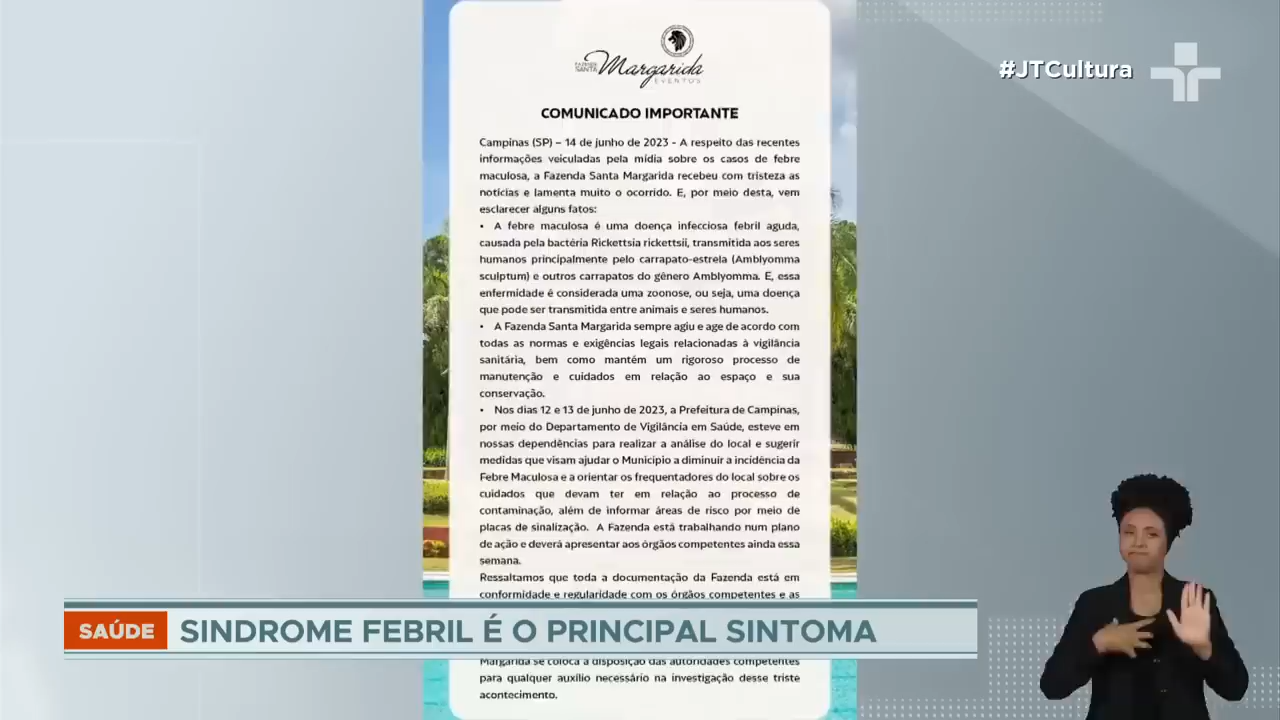 #JTCultura
FAZENDA
SANTA
Margarida
EVENTOS
COMUNICADO IMPORTANTE
Campinas (SP) – 14 de junho de 2023 - A respeito das recentes
informações veiculadas pela mídia sobre os casos de febre
maculosa, a Fazenda Santa Margarida recebeu com tristeza as
notícias e lamenta muito o ocorrido. E, por meio desta, vem
esclarecer alguns fatos:
• A febre maculosa é uma doença infecciosa febril aguda,
causada pela bactéria Rickettsia rickettsii, transmitida aos seres
humanos principalmente pelo carrapato-estrela (Amblyomma
sculptum) e outros carrapatos do gênero Amblyomma. E, essa
enfermidade é considerada uma zoonose, ou seja, uma doença
que pode ser transmitida entre animais e seres humanos.
• A Fazenda Santa Margarida sempre agiu e age de acordo com
todas as normas e exigências legais relacionadas à vigilância
sanitária, bem como mantém um rigoroso processo de
manutenção e cuidados em relação ao espaço e sua
conservação.
• Nos dias 12 e 13 de junho de 2023, a Prefeitura de Campinas,
por meio do Departamento de Vigilância em Saúde, esteve em
nossas dependências para realizar a análise do local e sugerir
medidas que visam ajudar o Município a diminuir a incidência da
Febre Maculosa e a orientar os frequentadores do local sobre os
cuidados que devam ter em relação ao processo de
contaminação, além de informar áreas de risco por meio de
placas de sinalização. A Fazenda está trabalhando num plano
de ação e deverá apresentar aos órgãos competentes ainda essa
semana.
Ressaltamos que toda a documentação da Fazenda está em
conformidade e regularidade com os órgãos competentes e as
SAÚDE
SINDROME FEBRIL É O PRINCIPAL SINTOMA
Margarida se coloca à disposição das autoridades competentes
para qualquer auxílio necessário na investigação desse triste
acontecimento.